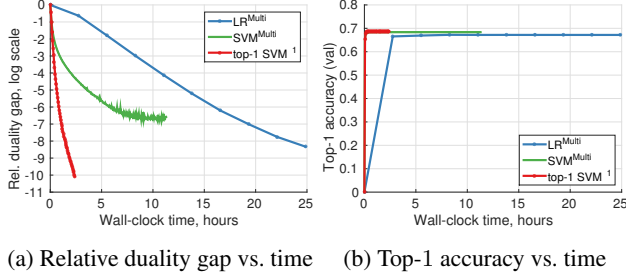 0
-1
-2
-3
-4
-5
-6
-7
-8
-9
-10
-11
Rel. duality gap, log scale
LR^Multi
SVM^Multi
top-1 SVM ^1
0 5 10 15 20 25
Wall-clock time, hours
(a) Relative duality gap vs. time
0.8
0.7
0.6
0.5
0.4
0.3
0.2
0.1
0
Top-1 accuracy (val)
LR^Multi
SVM^Multi
top-1 SVM ^1
0 5 10 15 20 25
Wall-clock time, hours
(b) Top-1 accuracy vs. time